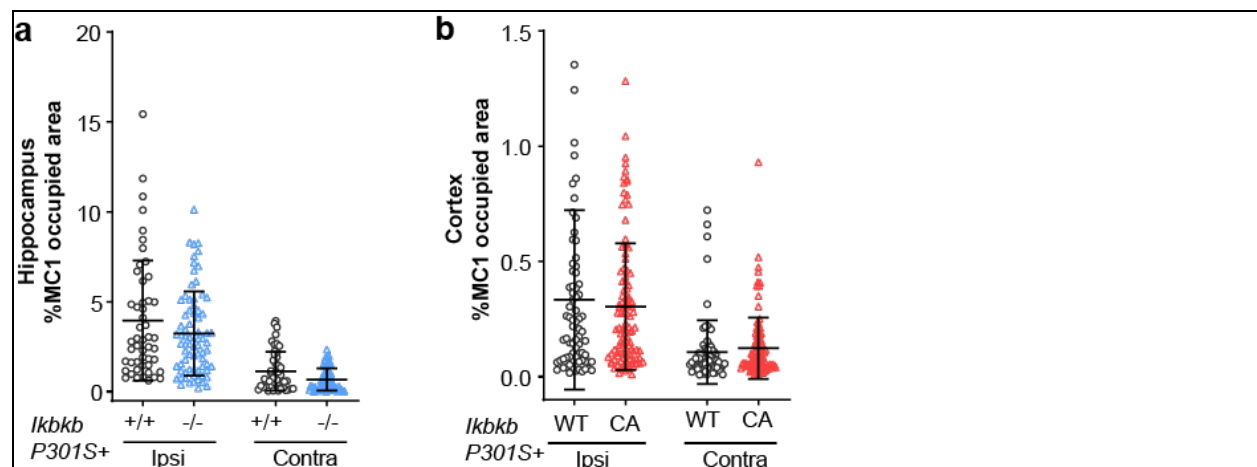 a
Hippocampus
%MC1 occupied area
20
15
10
5
0
Ikbkb
+/+ -/- +/+ -/-
P301S+
Ipsi Contra
b
Cortex
%MC1 occupied area
1.5
1.0
0.5
0.0
Ikbkb
WT CA WT CA
P301S+
Ipsi Contra